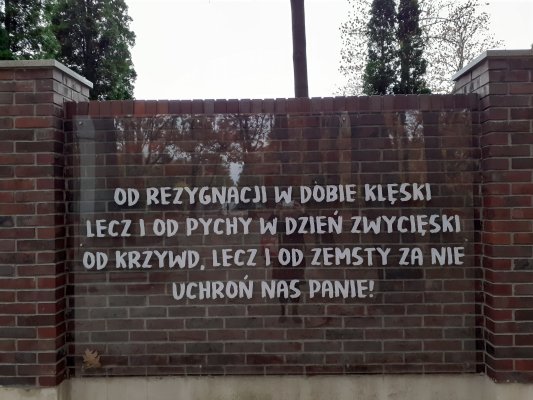 OD REZYGNACJI W DOBIE KLĘSKI
LECZ I OD PYCHY W DZIEŃ ZWYCIĘSKI
OD KRZYWD, LECZ I OD ZEMSTY ZA NIE
UCHROŃ NAS PANIE!